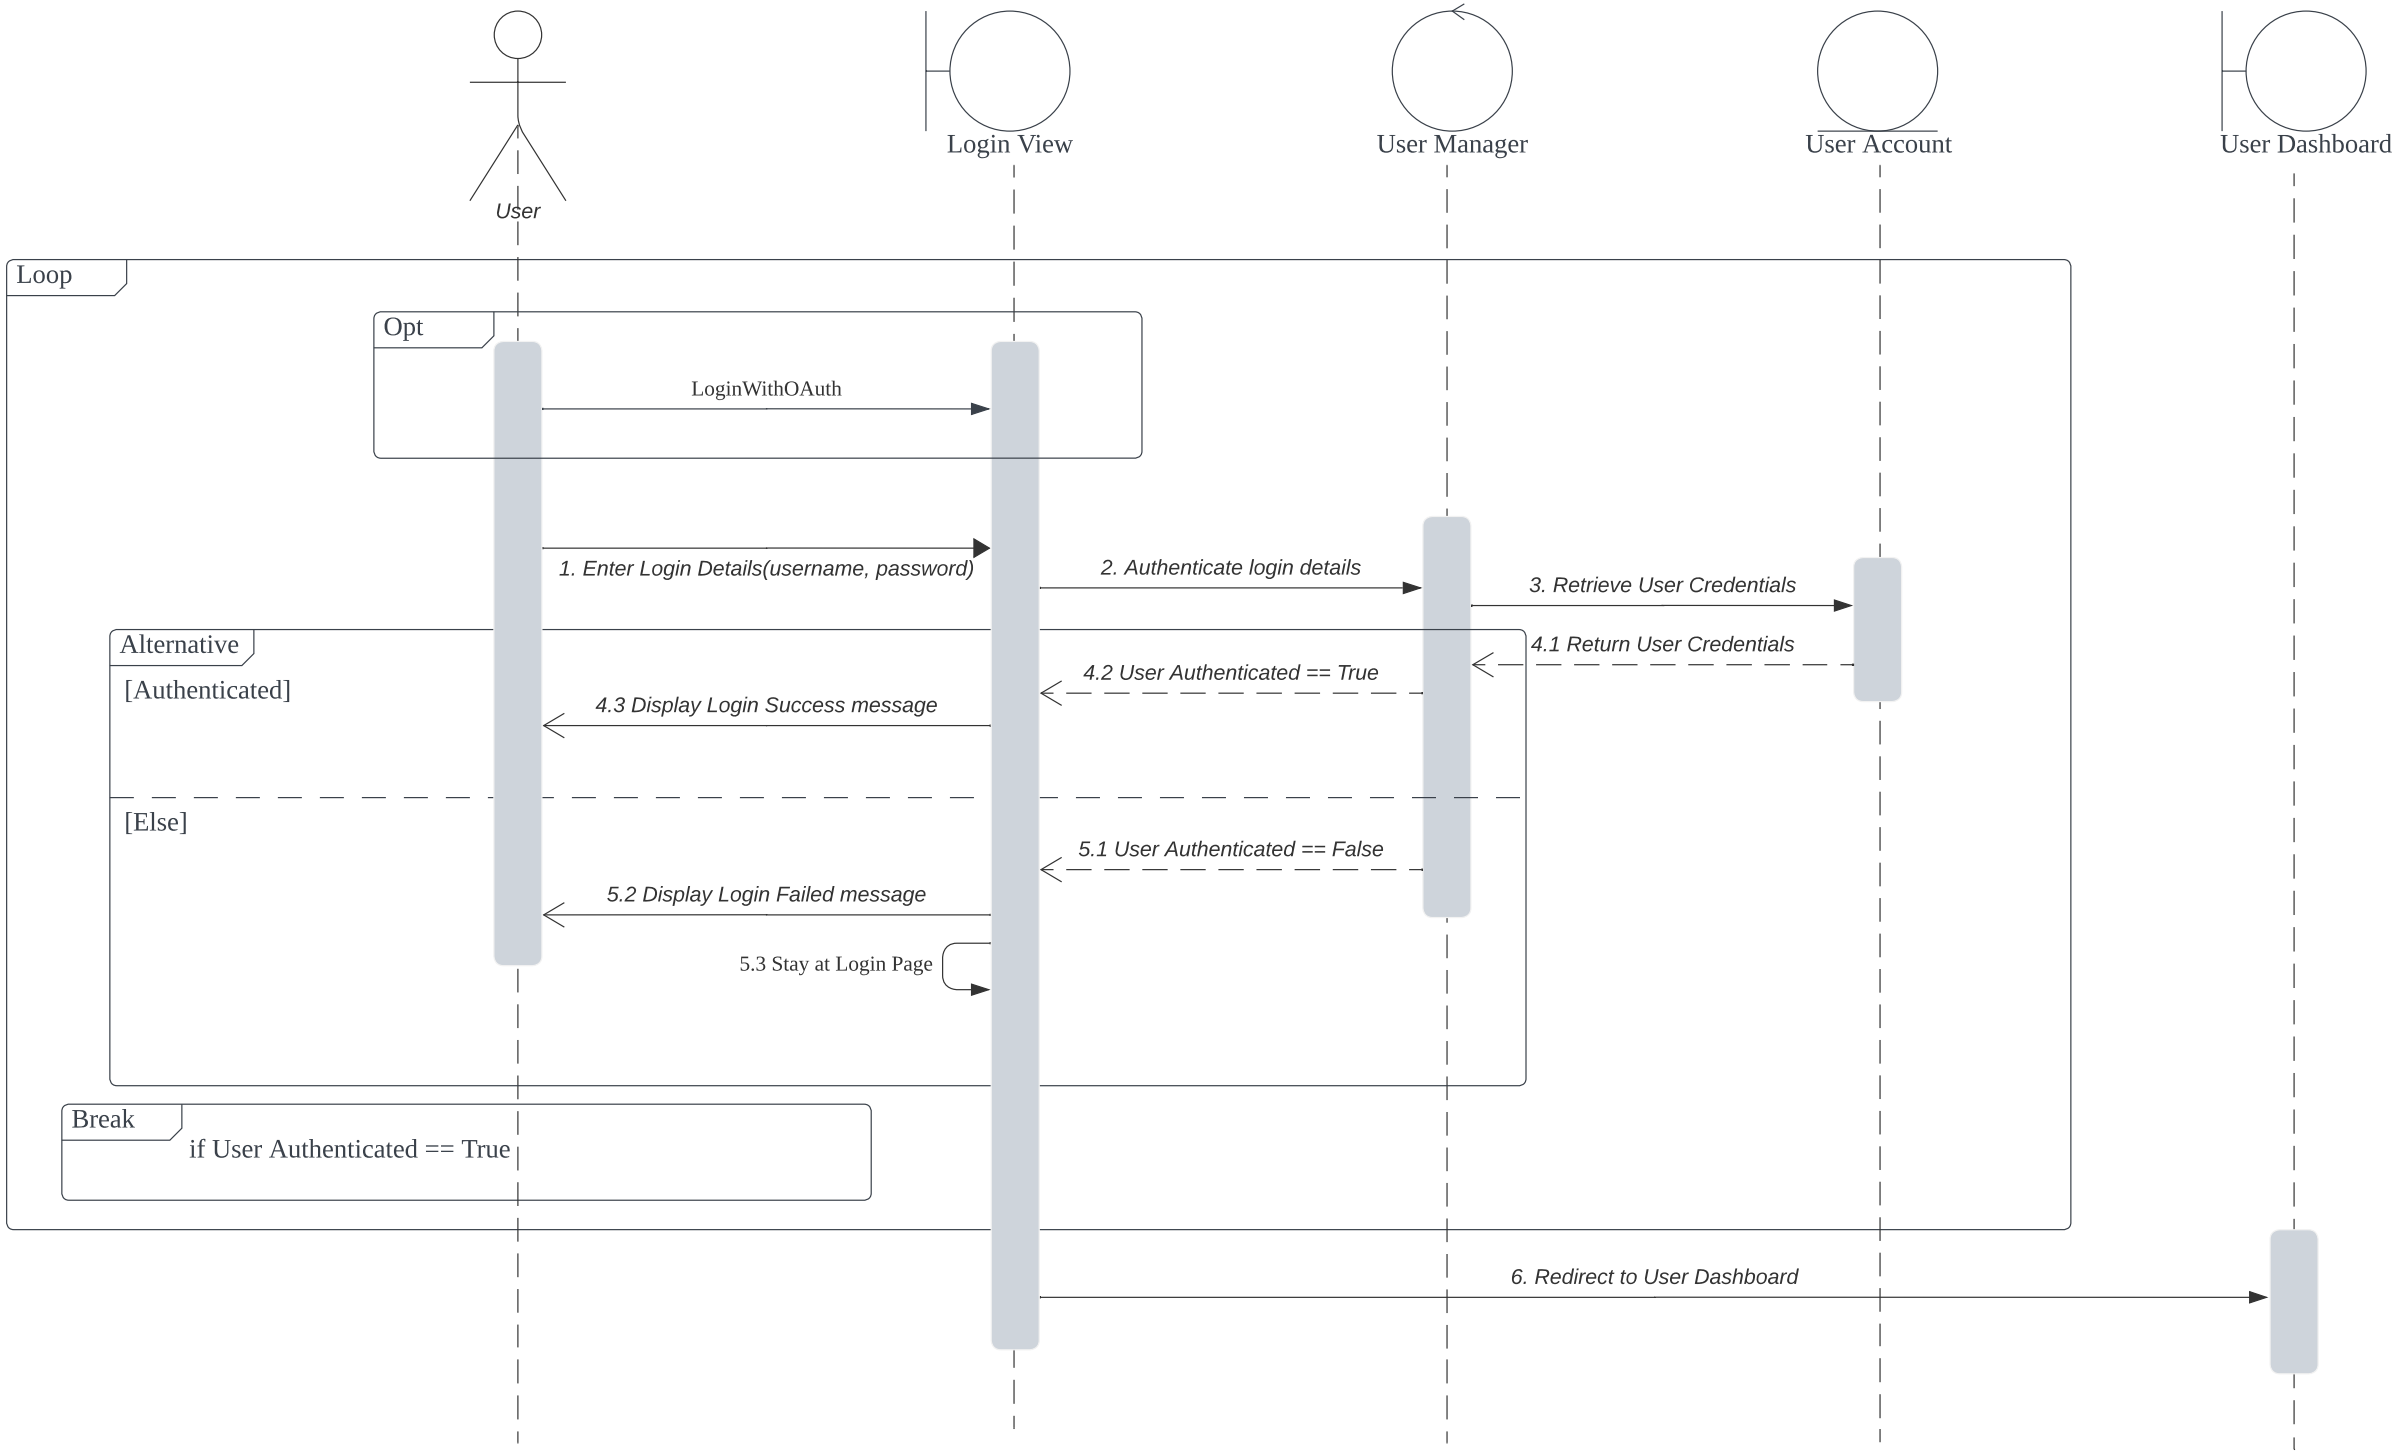 Login View
User Manager
User Account
User Dashboard
User
Loop
Opt
LoginWithOAuth
1. Enter Login Details(username, password)
2. Authenticate login details
3. Retrieve User Credentials
Alternative
4.1 Return User Credentials
[Authenticated]
4.2 User Authenticated == True
4.3 Display Login Success message
[Else]
5.1 User Authenticated == False
5.2 Display Login Failed message
5.3 Stay at Login Page
Break
if User Authenticated == True
6. Redirect to User Dashboard